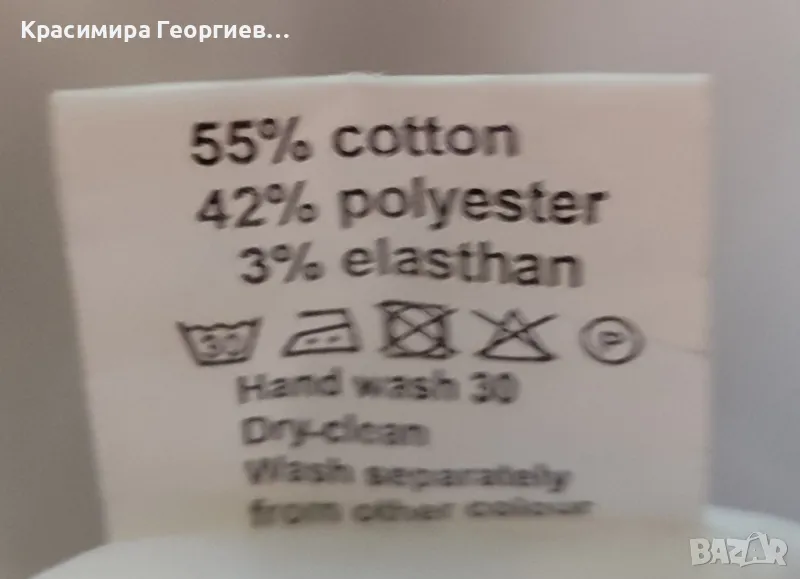 Красимира Георгиев...
55% cotton
42% polyester
3% elasthan
30 P
Hand wash 30
Dry-clean
Wash separately
from other colour
BAZAR